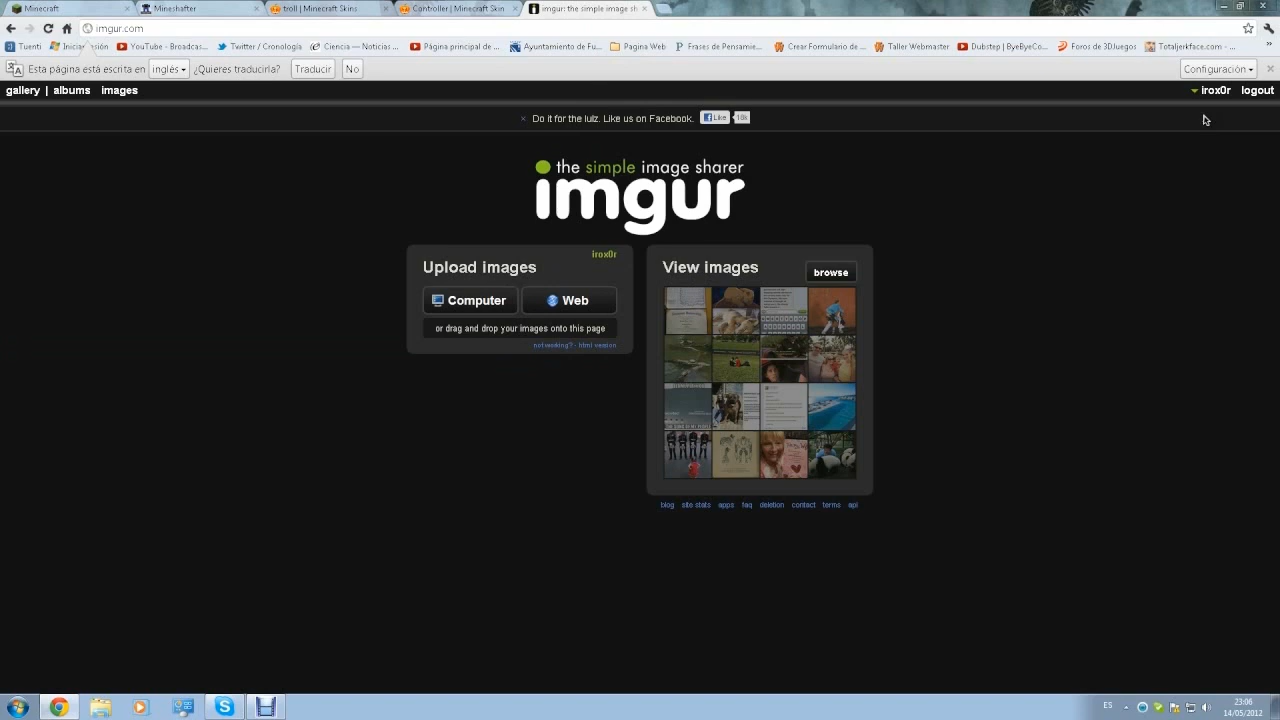 Minecraft
Mineshafter
troll | Minecraft Skins
Controller | Minecraft Skin
imgur: the simple image sh
imgur.com
Tuenti
YouTube - Broadcas...
Twitter / Cronología
Ciencia — Noticias ...
Página principal de ...
Ayuntamiento de Fu...
Pagina Web
Frases de Pensamie...
Crear Formulario de ...
Taller Webmaster
Dubstep | ByeByeCo...
Foros de 3DJuegos
Totaljerkface.com - ...
Esta página está escrita en inglés ¿Quieres traducirla? Traducir No Configuración
gallery | albums images
irox0r logout
Do it for the lulz. Like us on Facebook. Like 18k
the simple image sharer
imgur
irox0r
Upload images
Computer Web
or drag and drop your images onto this page
not working? - html version
View images browse
blog site stats apps faq deletion contact terms api
ES
23:06
14/05/2012